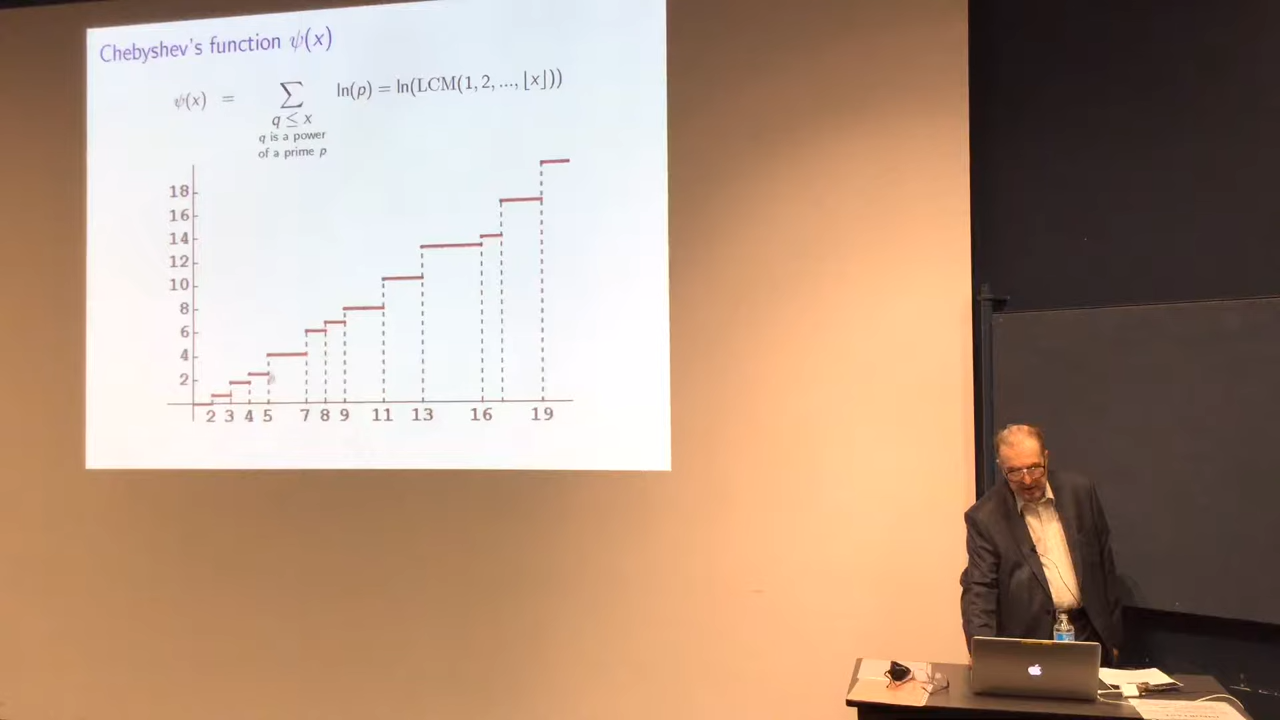 Chebyshev's function ψ(x)
ψ(x) = ∑ ln(p) = ln(LCM(1, 2, ..., ⌊x⌋))
q ≤ x
q is a power
of a prime p
18
16
14
12
10
8
6
4
2
2 3 4 5 7 8 9 11 13 16 19